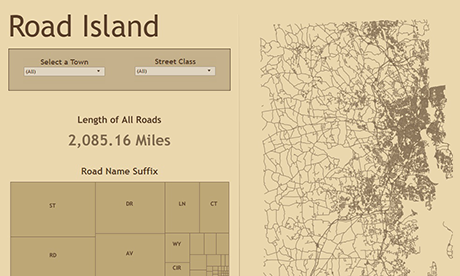 Road Island
Select a Town
Street Class
(All)
(All)
Length of All Roads
2,085.16 Miles
Road Name Suffix
ST
DR
LN
CT
RD
AV
WY
CIR